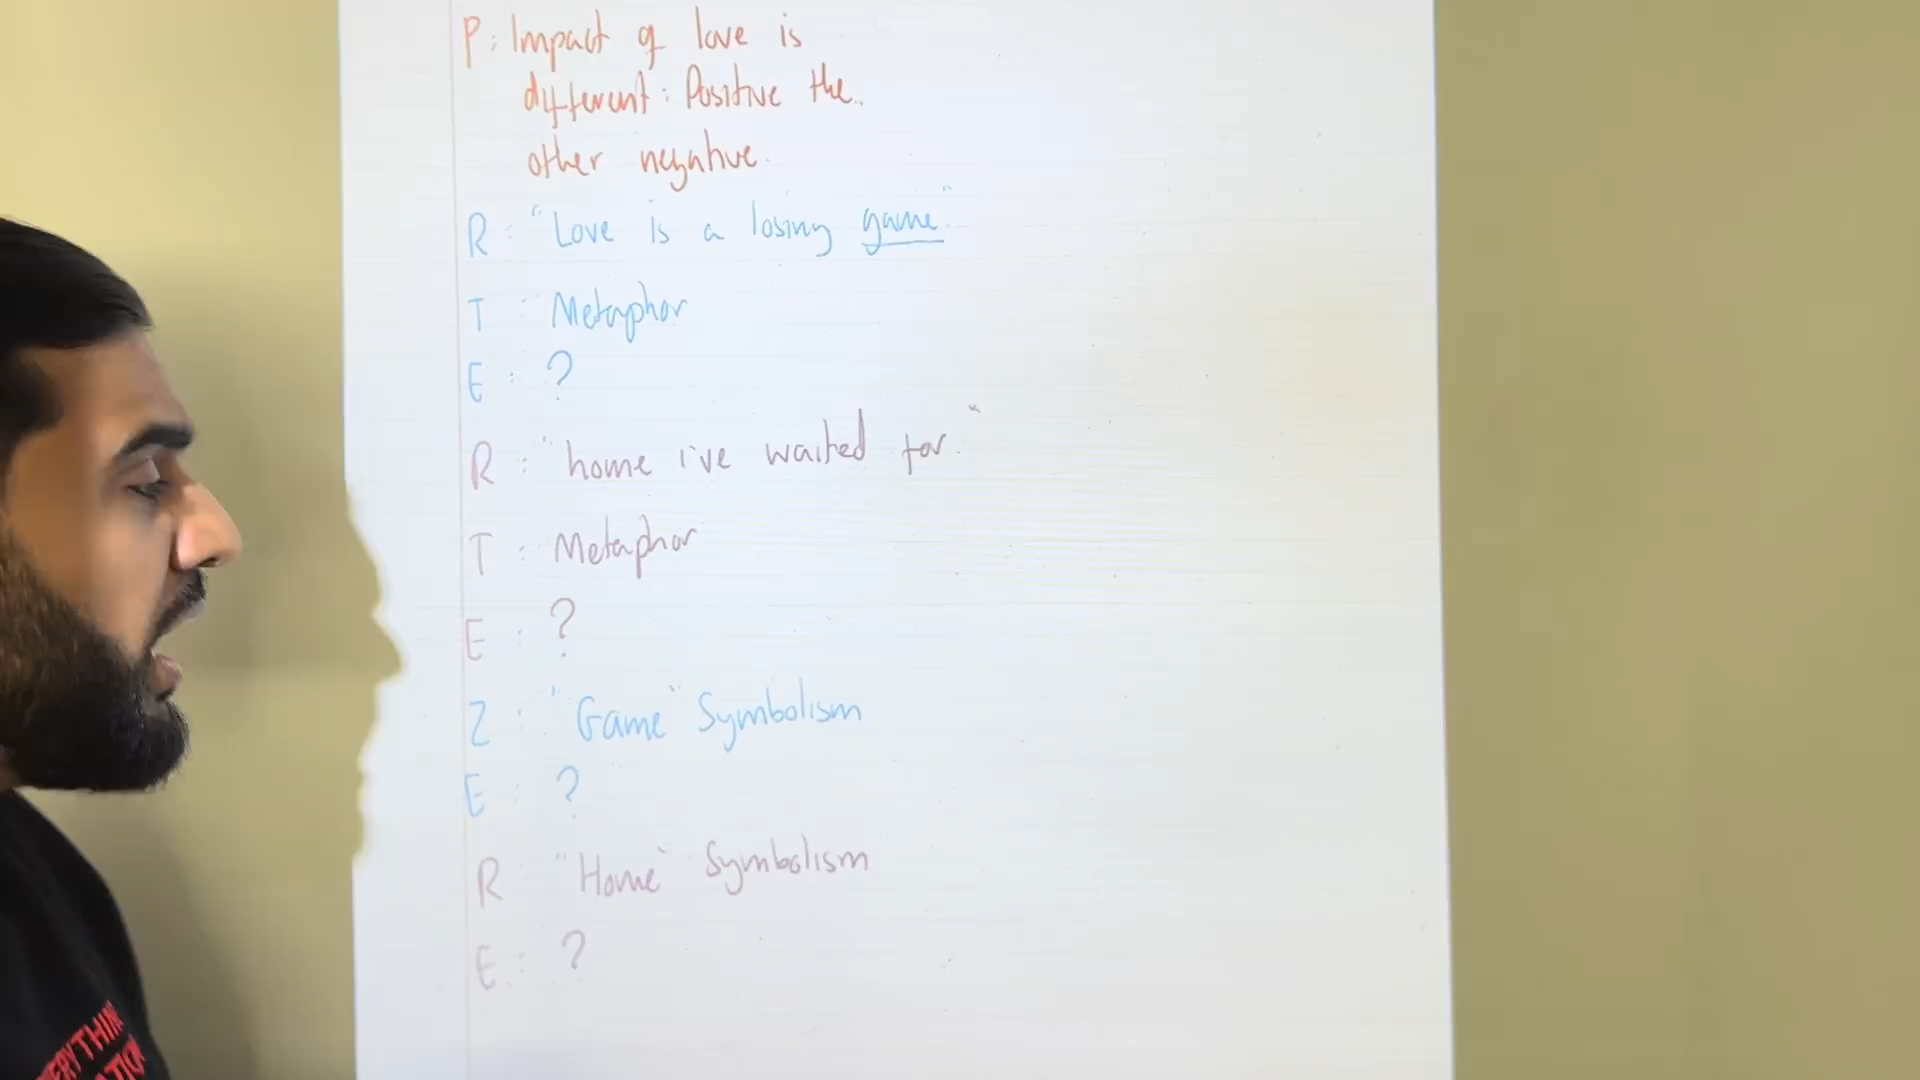 P: Impact of love is
different: Positive the
other negative.
R: "Love is a losing game"
T: Metaphor
E: ?
R: "home i've waited for."
T: Metaphor
E: ?
Z: "Game" Symbolism
E: ?
R "Home" Symbolism
E: ?